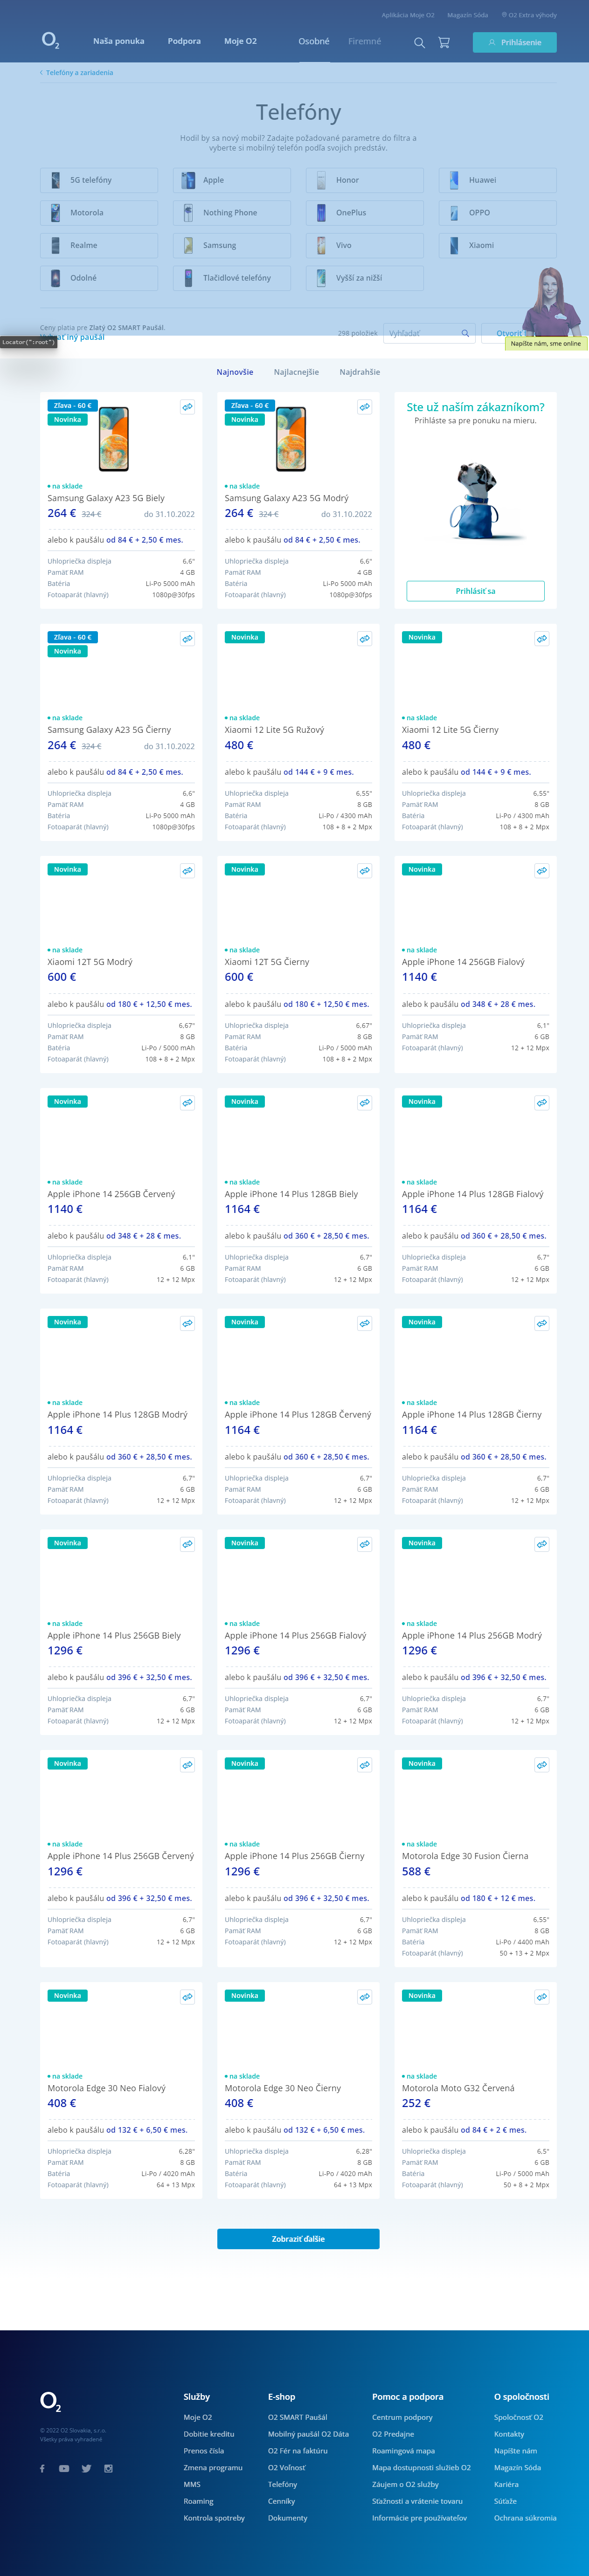 Aplikácia Moje O2 Magazín Sóda O2 Extra výhody
O2 Naša ponuka Podpora Moje O2 Osobné Firemné Prihlásenie
Telefóny a zariadenia
Telefóny
Hodil by sa nový mobil? Zadajte požadované parametre do filtra a
vyberte si mobilný telefón podľa svojich predstáv.
5G telefóny Apple Honor Huawei
Motorola Nothing Phone OnePlus OPPO
Realme Samsung Vivo Xiaomi
Odolné Tlačidlové telefóny Vyšší za nižší
Ceny platia pre Zlatý O2 SMART Paušál.
298 položiek Vyhľadať Otvoriť
iný paušál
Locator(":root")
Napíšte nám, sme online
Najnovšie Najlacnejšie Najdrahšie
Zľava - 60 €
Novinka
na sklade
Samsung Galaxy A23 5G Biely
264 € 324 € do 31.10.2022
alebo k paušálu od 84 € + 2,50 € mes.
Uhlopriečka displeja 6,6"
Pamäť RAM 4 GB
Batéria Li-Po 5000 mAh
Fotoaparát (hlavný) 1080p@30fps
Zľava - 60 €
Novinka
na sklade
Samsung Galaxy A23 5G Modrý
264 € 324 € do 31.10.2022
alebo k paušálu od 84 € + 2,50 € mes.
Uhlopriečka displeja 6,6"
Pamäť RAM 4 GB
Batéria Li-Po 5000 mAh
Fotoaparát (hlavný) 1080p@30fps
Ste už naším zákazníkom?
Prihláste sa pre ponuku na mieru.
Prihlásiť sa
Zľava - 60 €
Novinka
na sklade
Samsung Galaxy A23 5G Čierny
264 € 324 € do 31.10.2022
alebo k paušálu od 84 € + 2,50 € mes.
Uhlopriečka displeja 6,6"
Pamäť RAM 4 GB
Batéria Li-Po 5000 mAh
Fotoaparát (hlavný) 1080p@30fps
Novinka
na sklade
Xiaomi 12 Lite 5G Ružový
480 €
alebo k paušálu od 144 € + 9 € mes.
Uhlopriečka displeja 6,55"
Pamäť RAM 8 GB
Batéria Li-Po / 4300 mAh
Fotoaparát (hlavný) 108 + 8 + 2 Mpx
Novinka
na sklade
Xiaomi 12 Lite 5G Čierny
480 €
alebo k paušálu od 144 € + 9 € mes.
Uhlopriečka displeja 6,55"
Pamäť RAM 8 GB
Batéria Li-Po / 4300 mAh
Fotoaparát (hlavný) 108 + 8 + 2 Mpx
Novinka
na sklade
Xiaomi 12T 5G Modrý
600 €
alebo k paušálu od 180 € + 12,50 € mes.
Uhlopriečka displeja 6,67"
Pamäť RAM 8 GB
Batéria Li-Po / 5000 mAh
Fotoaparát (hlavný) 108 + 8 + 2 Mpx
Novinka
na sklade
Xiaomi 12T 5G Čierny
600 €
alebo k paušálu od 180 € + 12,50 € mes.
Uhlopriečka displeja 6,67"
Pamäť RAM 8 GB
Batéria Li-Po / 5000 mAh
Fotoaparát (hlavný) 108 + 8 + 2 Mpx
Novinka
na sklade
Apple iPhone 14 256GB Fialový
1140 €
alebo k paušálu od 348 € + 28 € mes.
Uhlopriečka displeja 6,1"
Pamäť RAM 6 GB
Fotoaparát (hlavný) 12 + 12 Mpx
Novinka
na sklade
Apple iPhone 14 256GB Červený
1140 €
alebo k paušálu od 348 € + 28 € mes.
Uhlopriečka displeja 6,1"
Pamäť RAM 6 GB
Fotoaparát (hlavný) 12 + 12 Mpx
Novinka
na sklade
Apple iPhone 14 Plus 128GB Biely
1164 €
alebo k paušálu od 360 € + 28,50 € mes.
Uhlopriečka displeja 6,7"
Pamäť RAM 6 GB
Fotoaparát (hlavný) 12 + 12 Mpx
Novinka
na sklade
Apple iPhone 14 Plus 128GB Fialový
1164 €
alebo k paušálu od 360 € + 28,50 € mes.
Uhlopriečka displeja 6,7"
Pamäť RAM 6 GB
Fotoaparát (hlavný) 12 + 12 Mpx
Novinka
na sklade
Apple iPhone 14 Plus 128GB Modrý
1164 €
alebo k paušálu od 360 € + 28,50 € mes.
Uhlopriečka displeja 6,7"
Pamäť RAM 6 GB
Fotoaparát (hlavný) 12 + 12 Mpx
Novinka
na sklade
Apple iPhone 14 Plus 128GB Červený
1164 €
alebo k paušálu od 360 € + 28,50 € mes.
Uhlopriečka displeja 6,7"
Pamäť RAM 6 GB
Fotoaparát (hlavný) 12 + 12 Mpx
Novinka
na sklade
Apple iPhone 14 Plus 128GB Čierny
1164 €
alebo k paušálu od 360 € + 28,50 € mes.
Uhlopriečka displeja 6,7"
Pamäť RAM 6 GB
Fotoaparát (hlavný) 12 + 12 Mpx
Novinka
na sklade
Apple iPhone 14 Plus 256GB Biely
1296 €
alebo k paušálu od 396 € + 32,50 € mes.
Uhlopriečka displeja 6,7"
Pamäť RAM 6 GB
Fotoaparát (hlavný) 12 + 12 Mpx
Novinka
na sklade
Apple iPhone 14 Plus 256GB Fialový
1296 €
alebo k paušálu od 396 € + 32,50 € mes.
Uhlopriečka displeja 6,7"
Pamäť RAM 6 GB
Fotoaparát (hlavný) 12 + 12 Mpx
Novinka
na sklade
Apple iPhone 14 Plus 256GB Modrý
1296 €
alebo k paušálu od 396 € + 32,50 € mes.
Uhlopriečka displeja 6,7"
Pamäť RAM 6 GB
Fotoaparát (hlavný) 12 + 12 Mpx
Novinka
na sklade
Apple iPhone 14 Plus 256GB Červený
1296 €
alebo k paušálu od 396 € + 32,50 € mes.
Uhlopriečka displeja 6,7"
Pamäť RAM 6 GB
Fotoaparát (hlavný) 12 + 12 Mpx
Novinka
na sklade
Apple iPhone 14 Plus 256GB Čierny
1296 €
alebo k paušálu od 396 € + 32,50 € mes.
Uhlopriečka displeja 6,7"
Pamäť RAM 6 GB
Fotoaparát (hlavný) 12 + 12 Mpx
Novinka
na sklade
Motorola Edge 30 Fusion Čierna
588 €
alebo k paušálu od 180 € + 12 € mes.
Uhlopriečka displeja 6,55"
Pamäť RAM 8 GB
Batéria Li-Po / 4400 mAh
Fotoaparát (hlavný) 50 + 13 + 2 Mpx
Novinka
na sklade
Motorola Edge 30 Neo Fialový
408 €
alebo k paušálu od 132 € + 6,50 € mes.
Uhlopriečka displeja 6,28"
Pamäť RAM 8 GB
Batéria Li-Po / 4020 mAh
Fotoaparát (hlavný) 64 + 13 Mpx
Novinka
na sklade
Motorola Edge 30 Neo Čierny
408 €
alebo k paušálu od 132 € + 6,50 € mes.
Uhlopriečka displeja 6,28"
Pamäť RAM 8 GB
Batéria Li-Po / 4020 mAh
Fotoaparát (hlavný) 64 + 13 Mpx
Novinka
na sklade
Motorola Moto G32 Červená
252 €
alebo k paušálu od 84 € + 2 € mes.
Uhlopriečka displeja 6.5"
Pamäť RAM 6 GB
Batéria Li-Po / 5000 mAh
Fotoaparát (hlavný) 50 + 8 + 2 Mpx
Zobraziť ďalšie
O2
© 2022 O2 Slovakia, s.r.o.
Všetky práva vyhradené
Služby
Moje O2
Dobitie kreditu
Prenos čísla
Zmena programu
MMS
Roaming
Kontrola spotreby
E-shop
O2 SMART Paušál
Mobilný paušál O2 Dáta
O2 Fér na faktúru
O2 Voľnosť
Telefóny
Cenníky
Dokumenty
Pomoc a podpora
Centrum podpory
O2 Predajne
Roamingová mapa
Mapa dostupnosti služieb O2
Záujem o O2 služby
Sťažnosti a vrátenie tovaru
Informácie pre používateľov
O spoločnosti
Spoločnosť O2
Kontakty
Napíšte nám
Magazín Sóda
Kariéra
Súťaže
Ochrana súkromia